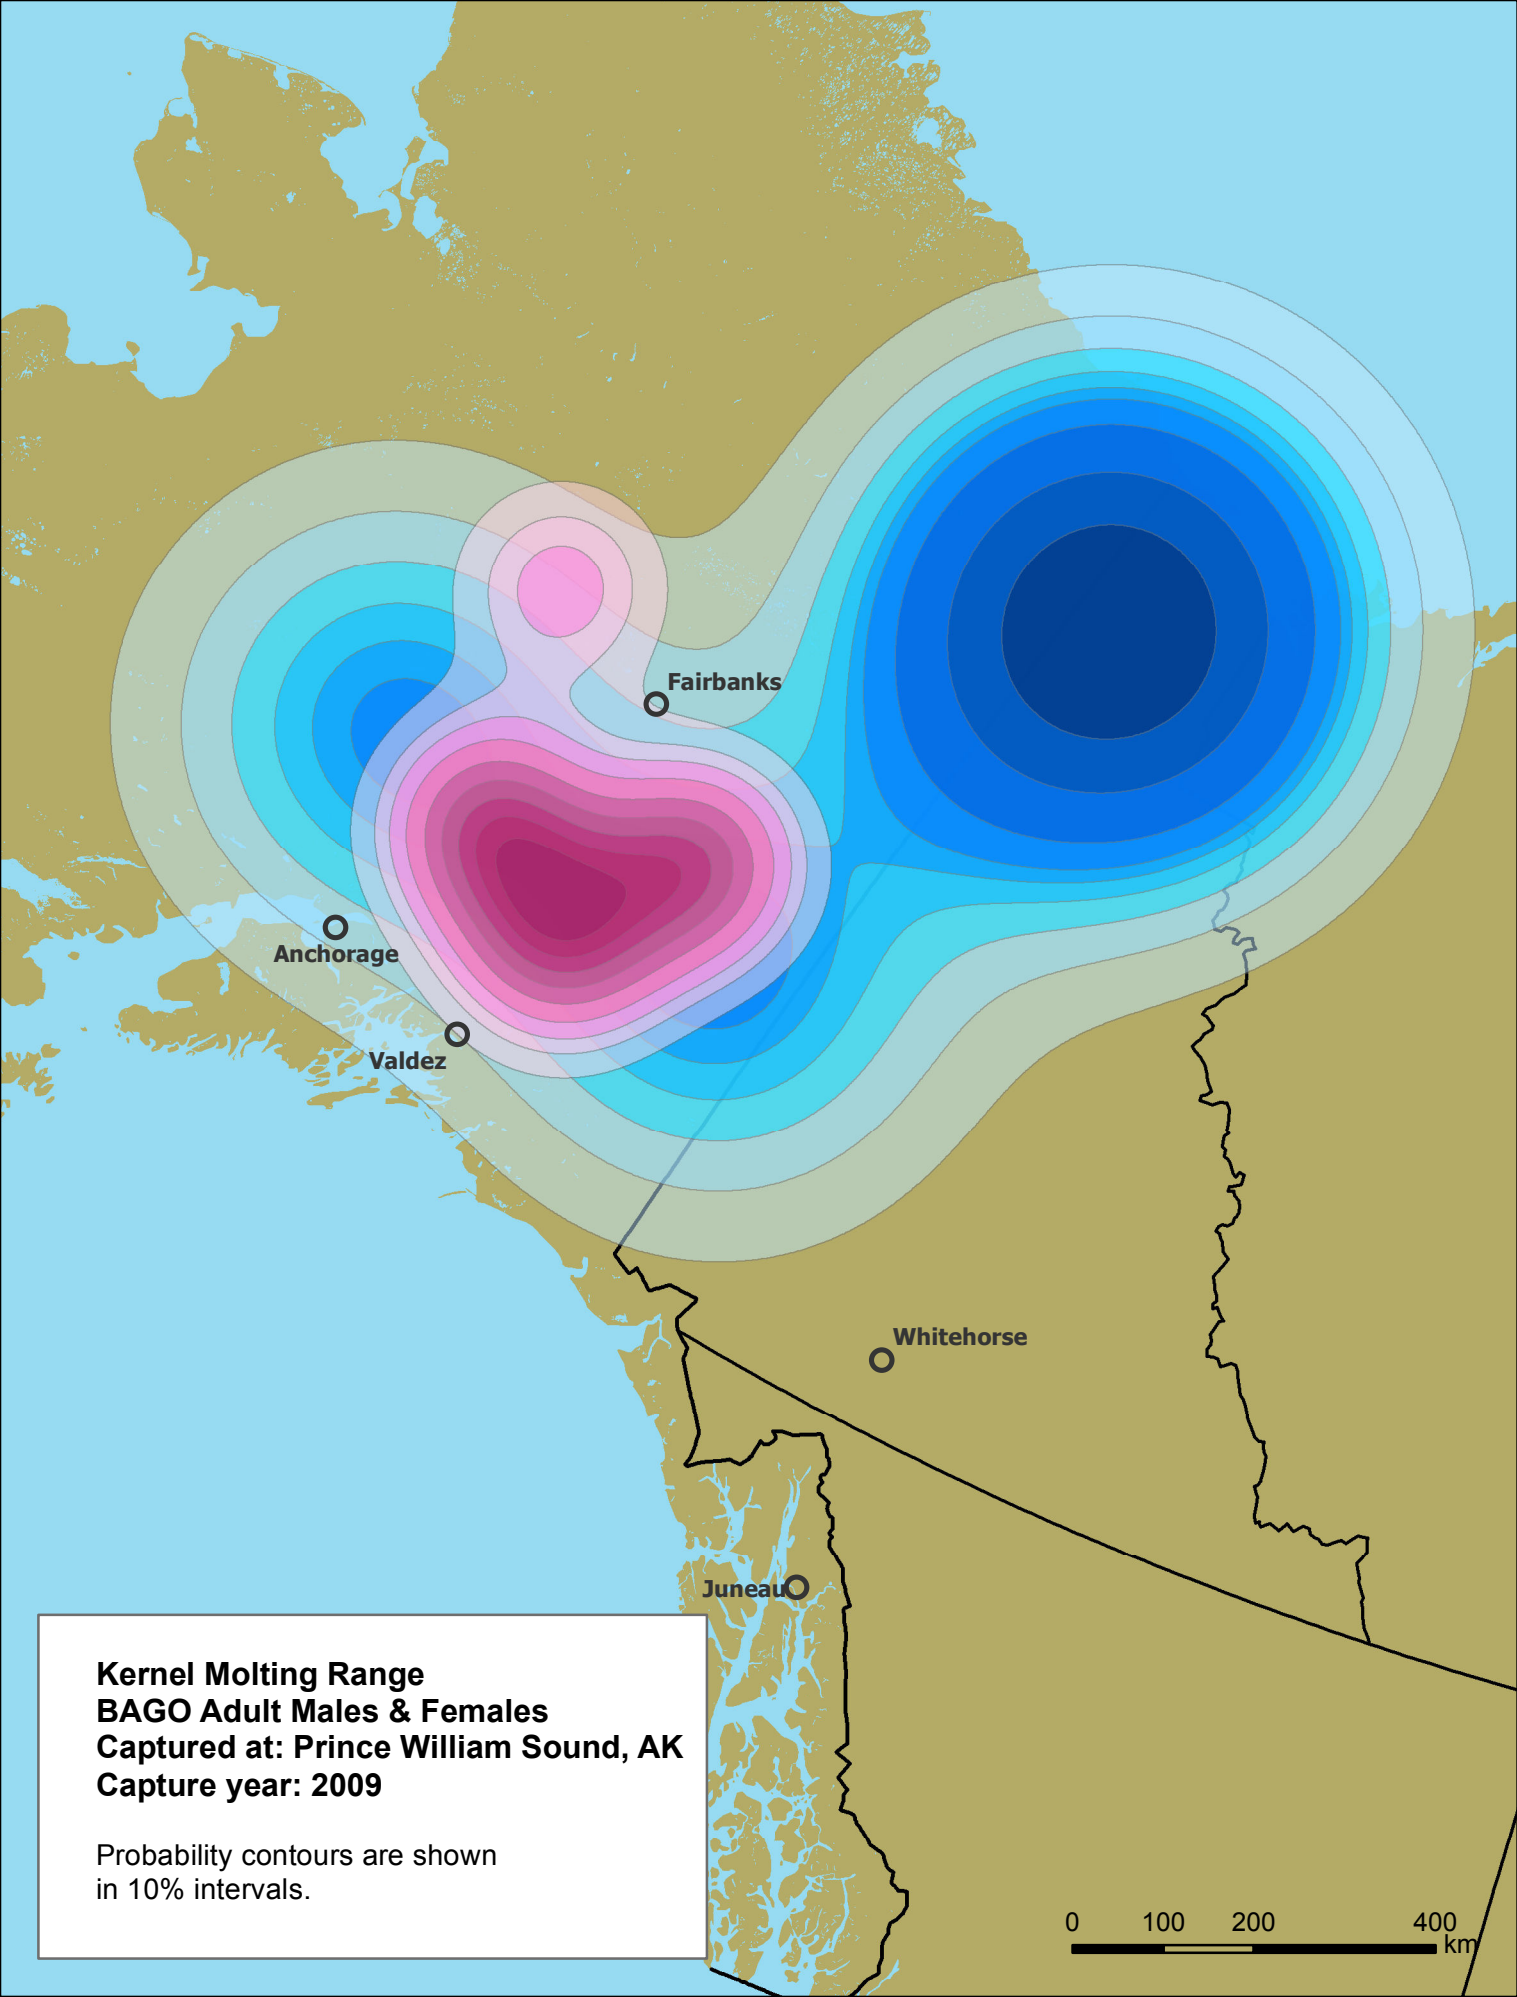 Fairbanks
Anchorage
Valdez
Whitehorse
Juneau
Kernel Molting Range
BAGO Adult Males & Females
Captured at: Prince William Sound, AK
Capture year: 2009
Probability contours are shown
in 10% intervals.
0 100 200 400
km